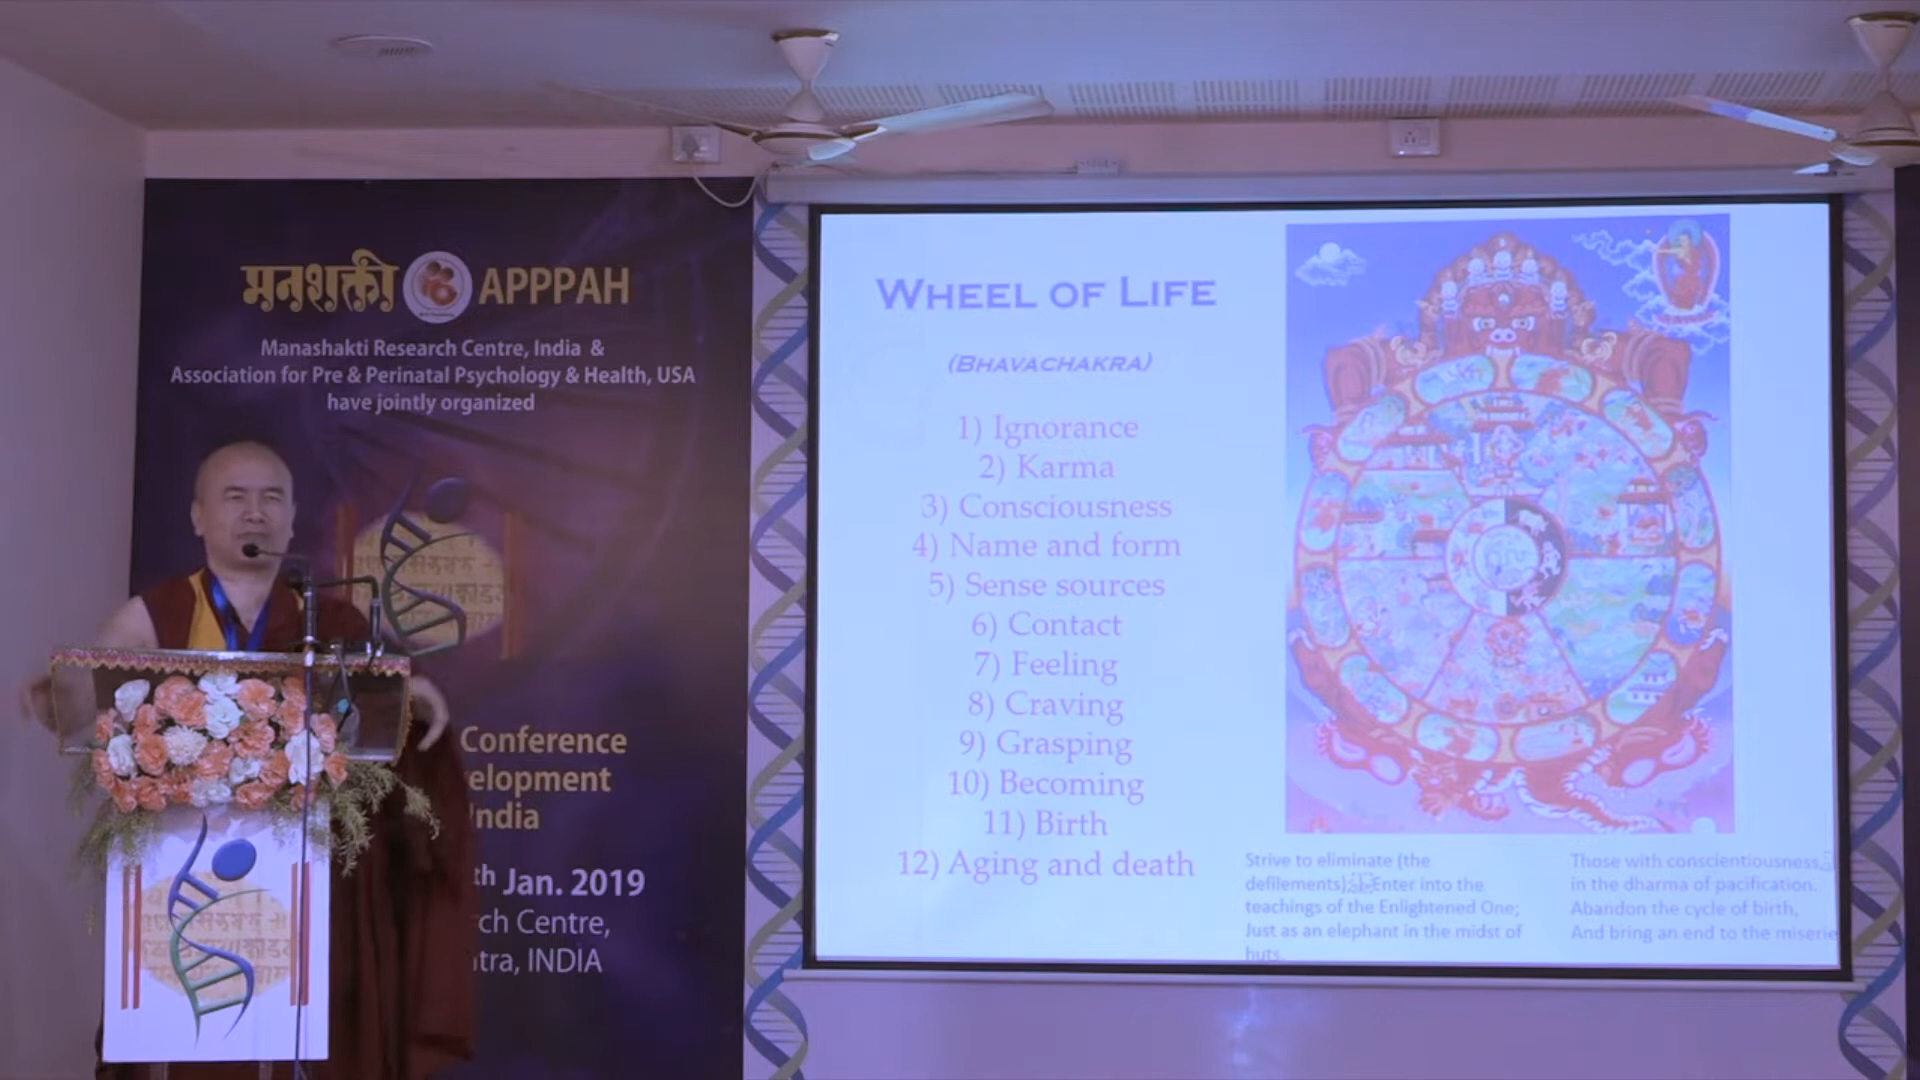 मनशक्ती APPPAH
Manashakti Research Centre, India &
Association for Pre & Perinatal Psychology & Health, USA
have jointly organized
Conference
elopment
India
th Jan. 2019
ch Centre,
tra, INDIA
WHEEL OF LIFE
(BHAVACHAKRA)
1) Ignorance
2) Karma
3) Consciousness
4) Name and form
5) Sense sources
6) Contact
7) Feeling
8) Craving
9) Grasping
10) Becoming
11) Birth
12) Aging and death
Strive to eliminate (the
defilements); Enter into the
teachings of the Enlightened One;
Just as an elephant in the midst of
huts.
Those with conscientiousness,
in the dharma of pacification.
Abandon the cycle of birth,
And bring an end to the miserie